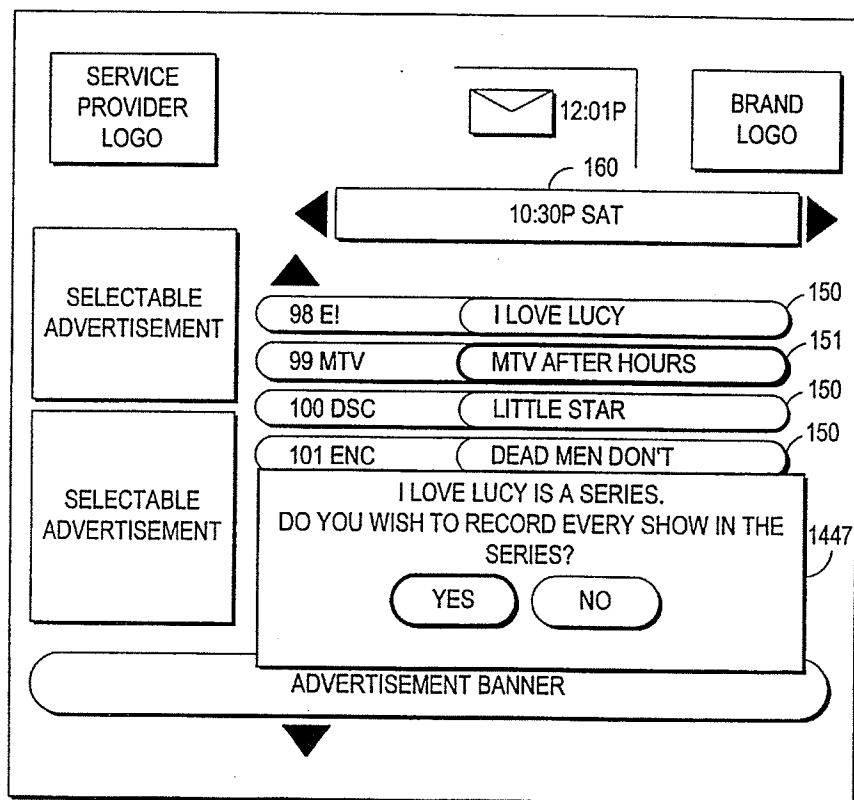 SERVICE
PROVIDER
LOGO
12:01P
BRAND
LOGO
160
10:30P SAT
SELECTABLE
ADVERTISEMENT
98 E! I LOVE LUCY 150
99 MTV MTV AFTER HOURS 151
100 DSC LITTLE STAR 150
101 ENC DEAD MEN DON'T 150
SELECTABLE
ADVERTISEMENT
I LOVE LUCY IS A SERIES.
DO YOU WISH TO RECORD EVERY SHOW IN THE
SERIES?
1447
YES NO
ADVERTISEMENT BANNER